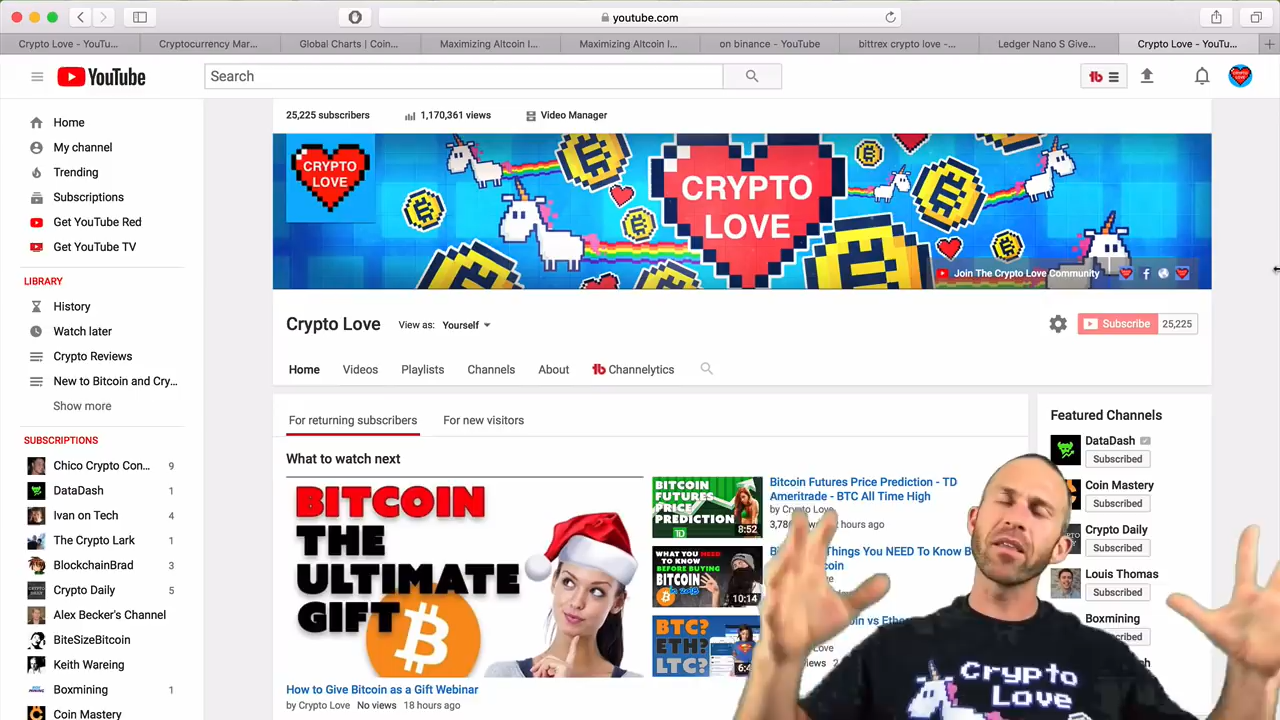 youtube.com
Crypto Love - YouTu...
Cryptocurrency Mar...
Global Charts | Coin...
Maximizing Altcoin I...
Maximizing Altcoin I...
on binance - YouTube
bittrex crypto love -...
Ledger Nano S Give...
Crypto Love - YouTu...
YouTube
Search
25,225 subscribers
1,170,361 views
Video Manager
Home
My channel
Trending
Subscriptions
Get YouTube Red
Get YouTube TV
LIBRARY
History
Watch later
Crypto Reviews
New to Bitcoin and Cry...
Show more
SUBSCRIPTIONS
Chico Crypto Con... 9
DataDash 1
Ivan on Tech 4
The Crypto Lark 1
BlockchainBrad 3
Crypto Daily 5
Alex Becker's Channel
BiteSizeBitcoin
Keith Wareing
Boxmining 1
Coin Mastery
CRYPTO
LOVE
CRYPTO
LOVE
Join The Crypto Love Community
Crypto Love
View as: Yourself
Subscribe 25,225
Home
Videos
Playlists
Channels
About
Channelytics
For returning subscribers
For new visitors
What to watch next
BITCOIN
THE
ULTIMATE
GIFT
How to Give Bitcoin as a Gift Webinar
by Crypto Love No views 18 hours ago
BITCOIN
FUTURES
PRICE
PREDICTION
8:52
Bitcoin Futures Price Prediction - TD
Ameritrade - BTC All Time High
by Crypto Love
hours ago
WHAT YOU NEED
TO KNOW
BEFORE BUYING
BITCOIN
10:14
Things You NEED To Know B
BTC?
ETH?
LTC?
Featured Channels
DataDash
Subscribed
Coin Mastery
Subscribed
Crypto Daily
Subscribed
Louis Thomas
Subscribed
Boxmining
Crypto
Love